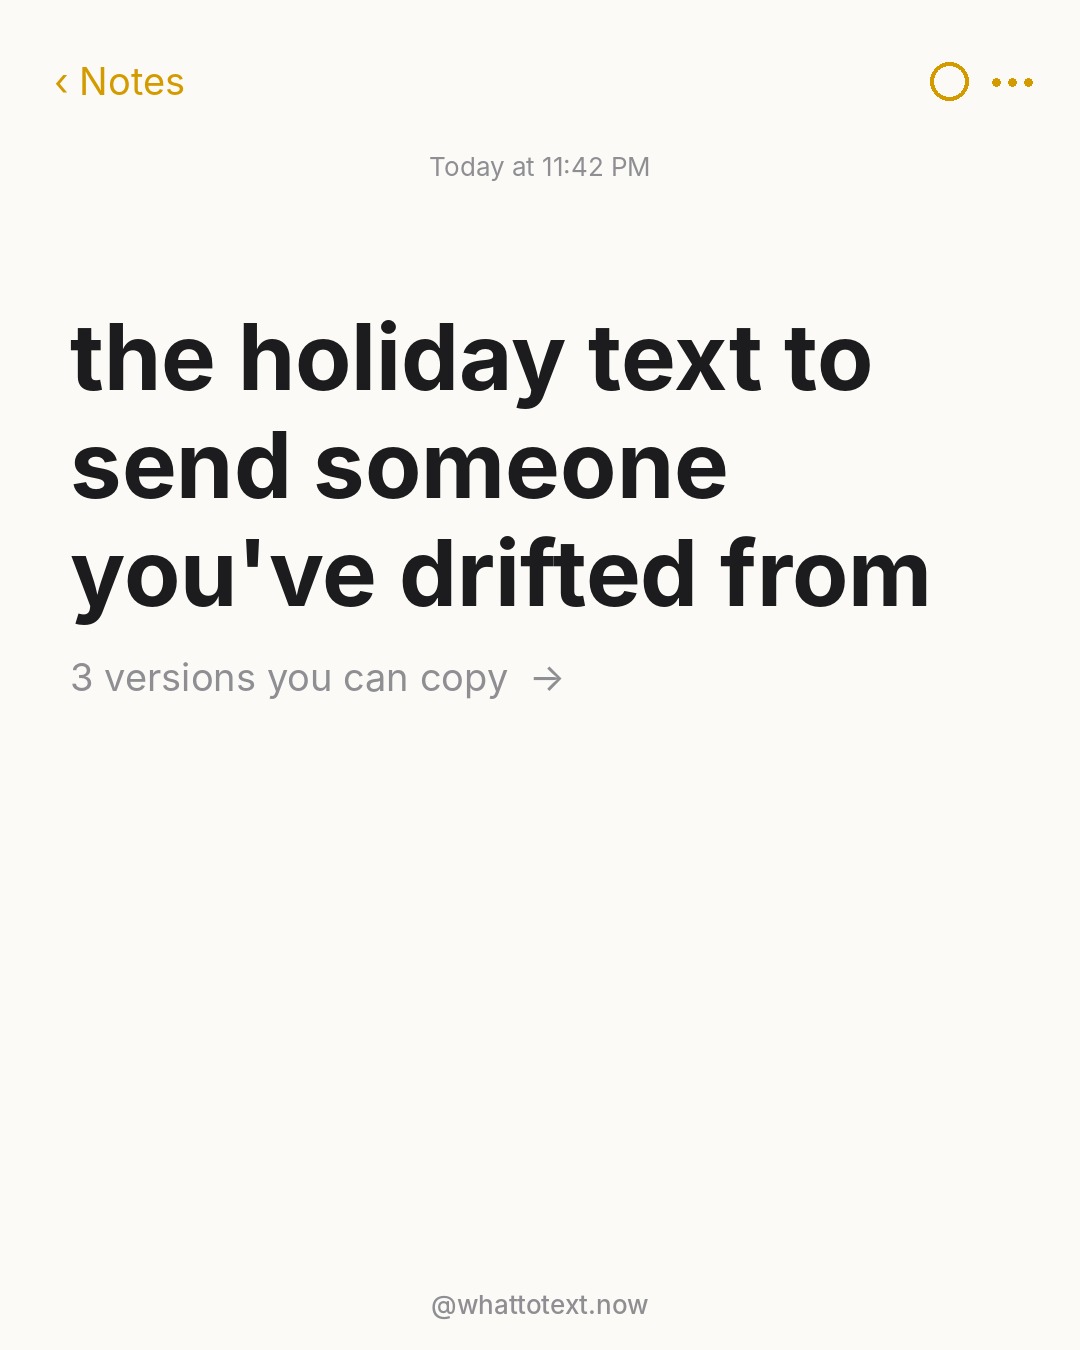 ‹ Notes
Today at 11:42 PM
the holiday text to
send someone
you've drifted from
3 versions you can copy →
@whattotext.now